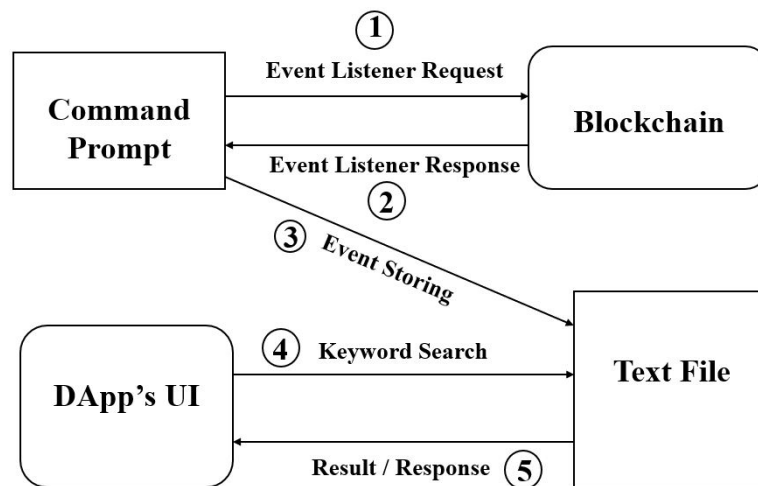 1
Event Listener Request
Command
Prompt
Blockchain
Event Listener Response
2
3
Event Storing
4
Keyword Search
DApp’s UI
Text File
Result / Response
5